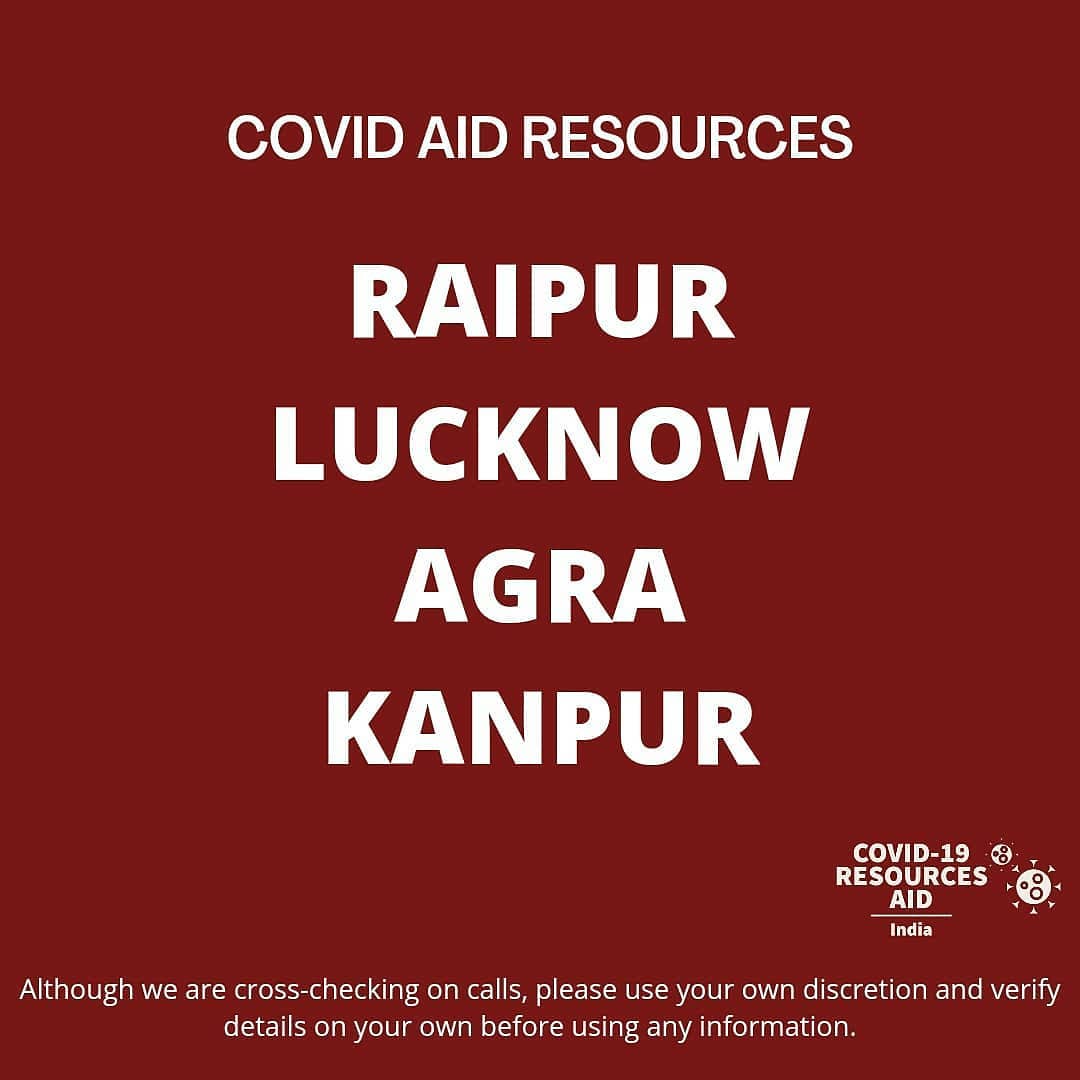 COVID AID RESOURCES
RAIPUR
LUCKNOW
AGRA
KANPUR
COVID-19
RESOURCES
AID
India
Although we are cross-checking on calls, please use your own discretion and verify
details on your own before using any information.